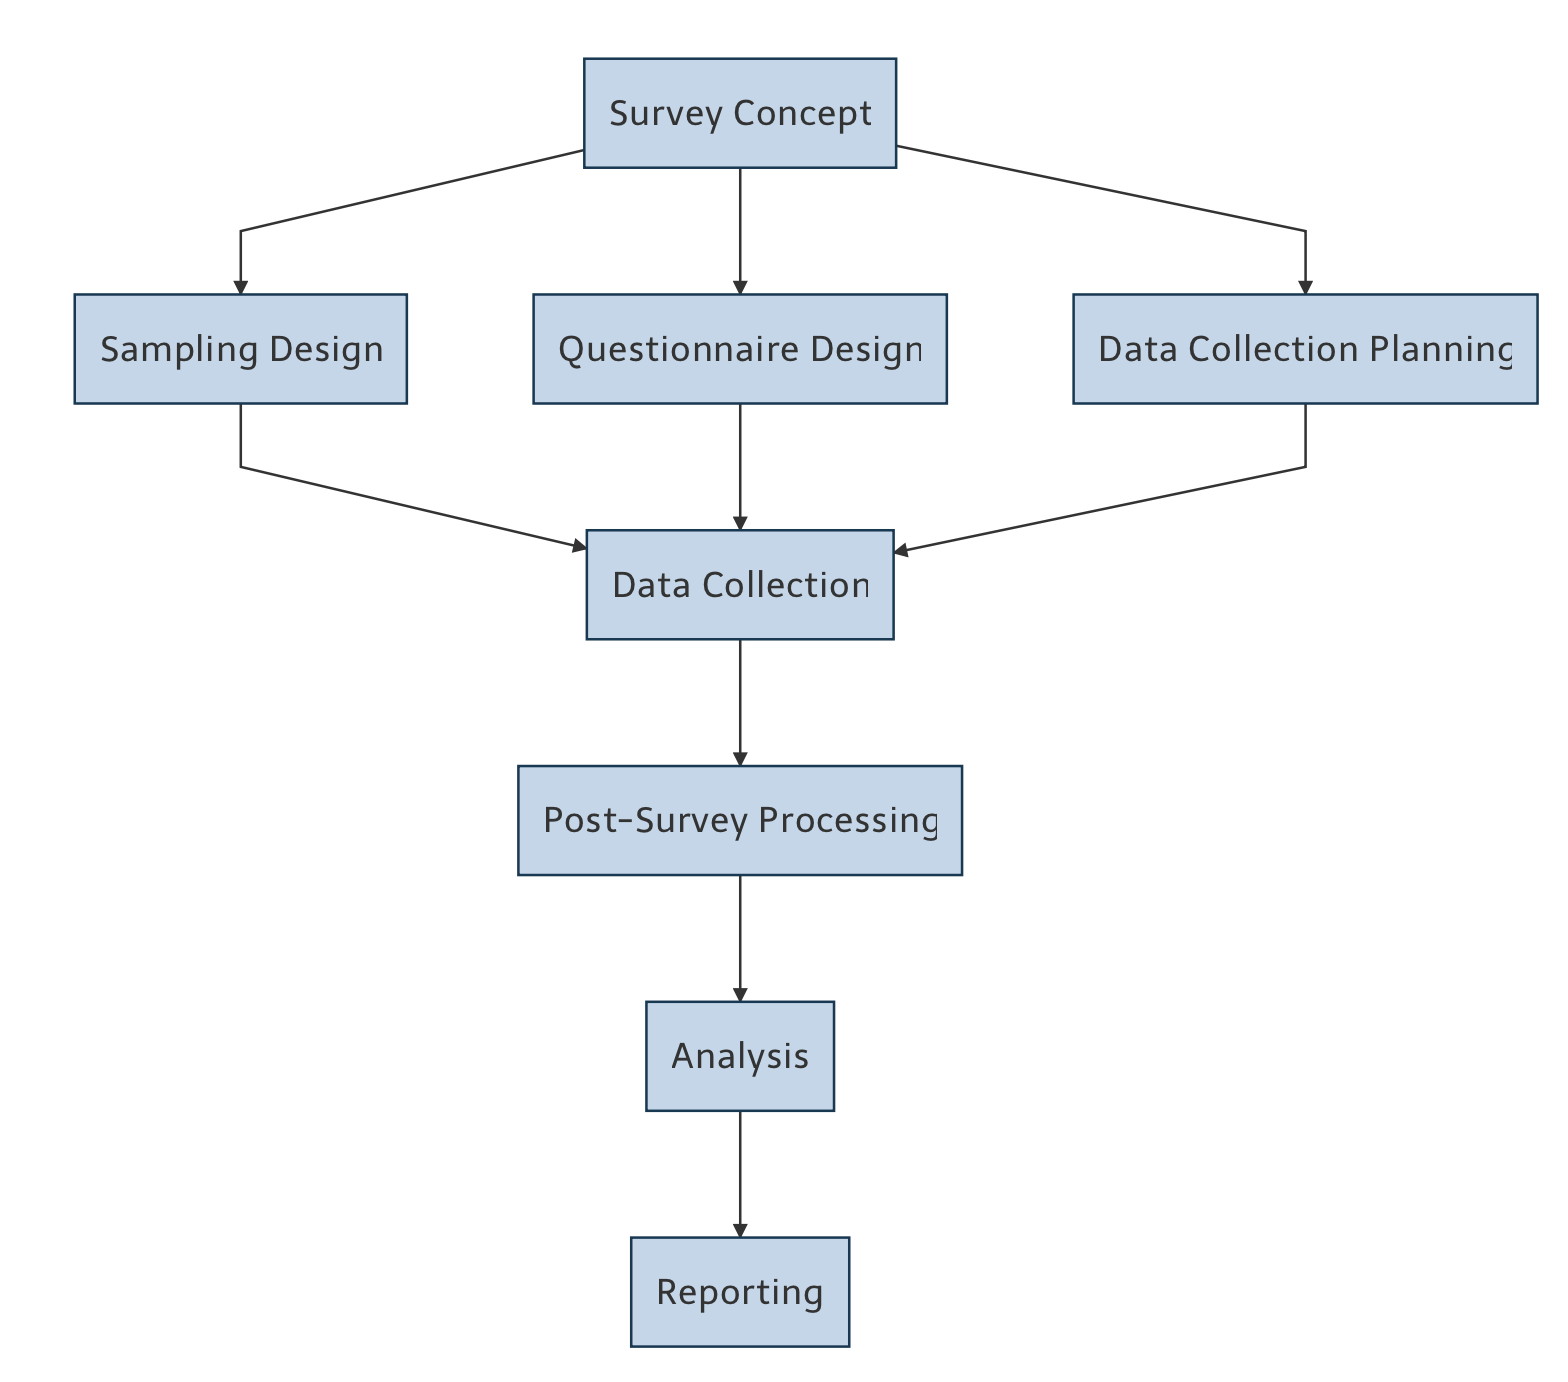 Survey Concept
Sampling Design
Questionnaire Design
Data Collection Planning
Data Collection
Post-Survey Processing
Analysis
Reporting